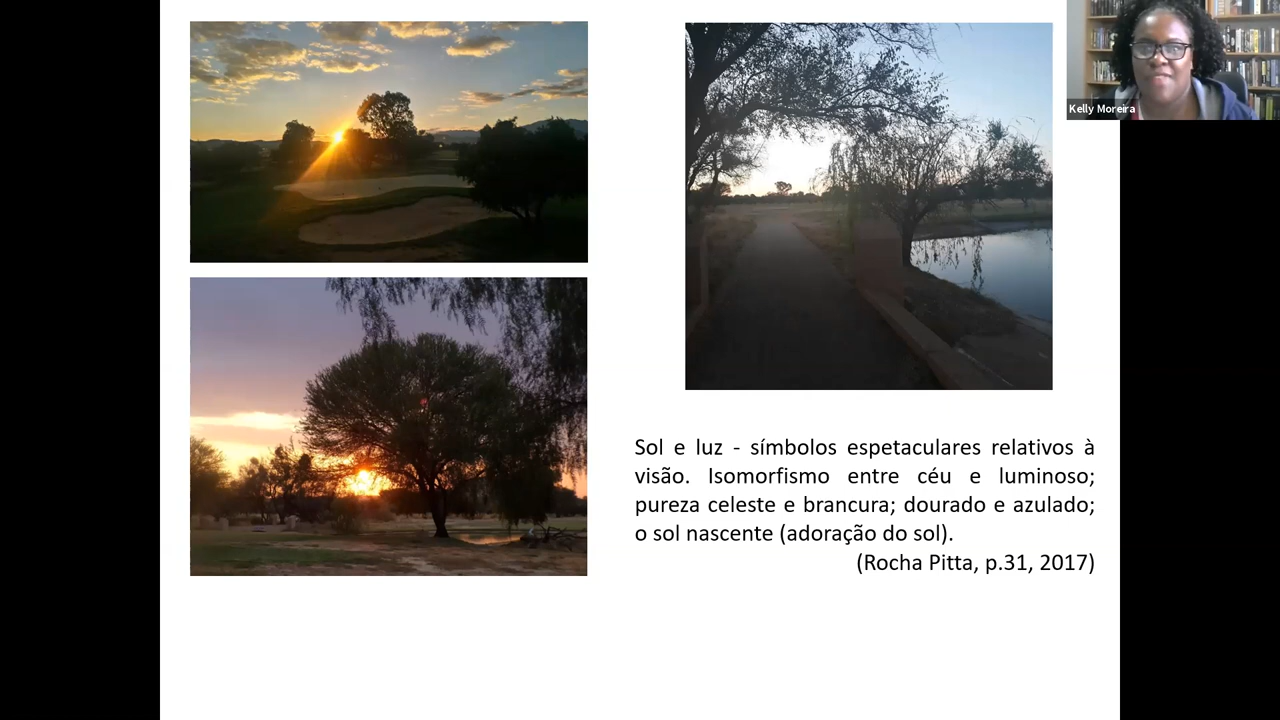 Kelly Moreira
Sol e luz - símbolos espetaculares relativos à
visão. Isomorfismo entre céu e luminoso;
pureza celeste e brancura; dourado e azulado;
o sol nascente (adoração do sol).
(Rocha Pitta, p.31, 2017)